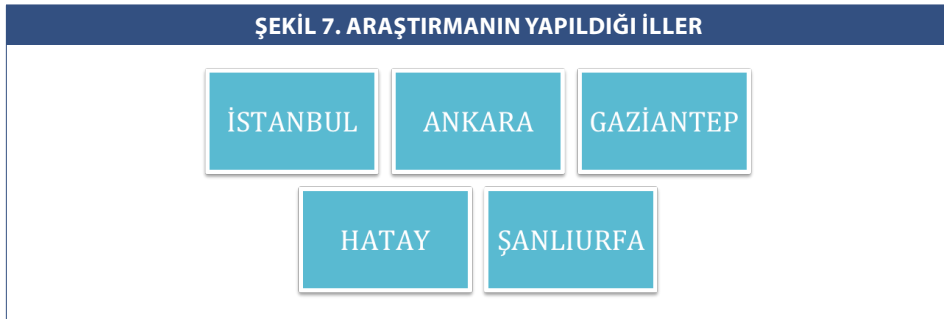 ŞEKİL 7. ARAŞTIRMANIN YAPILDIĞI İLLER
İSTANBUL
ANKARA
GAZİANTEP
HATAY
ŞANLIURFA